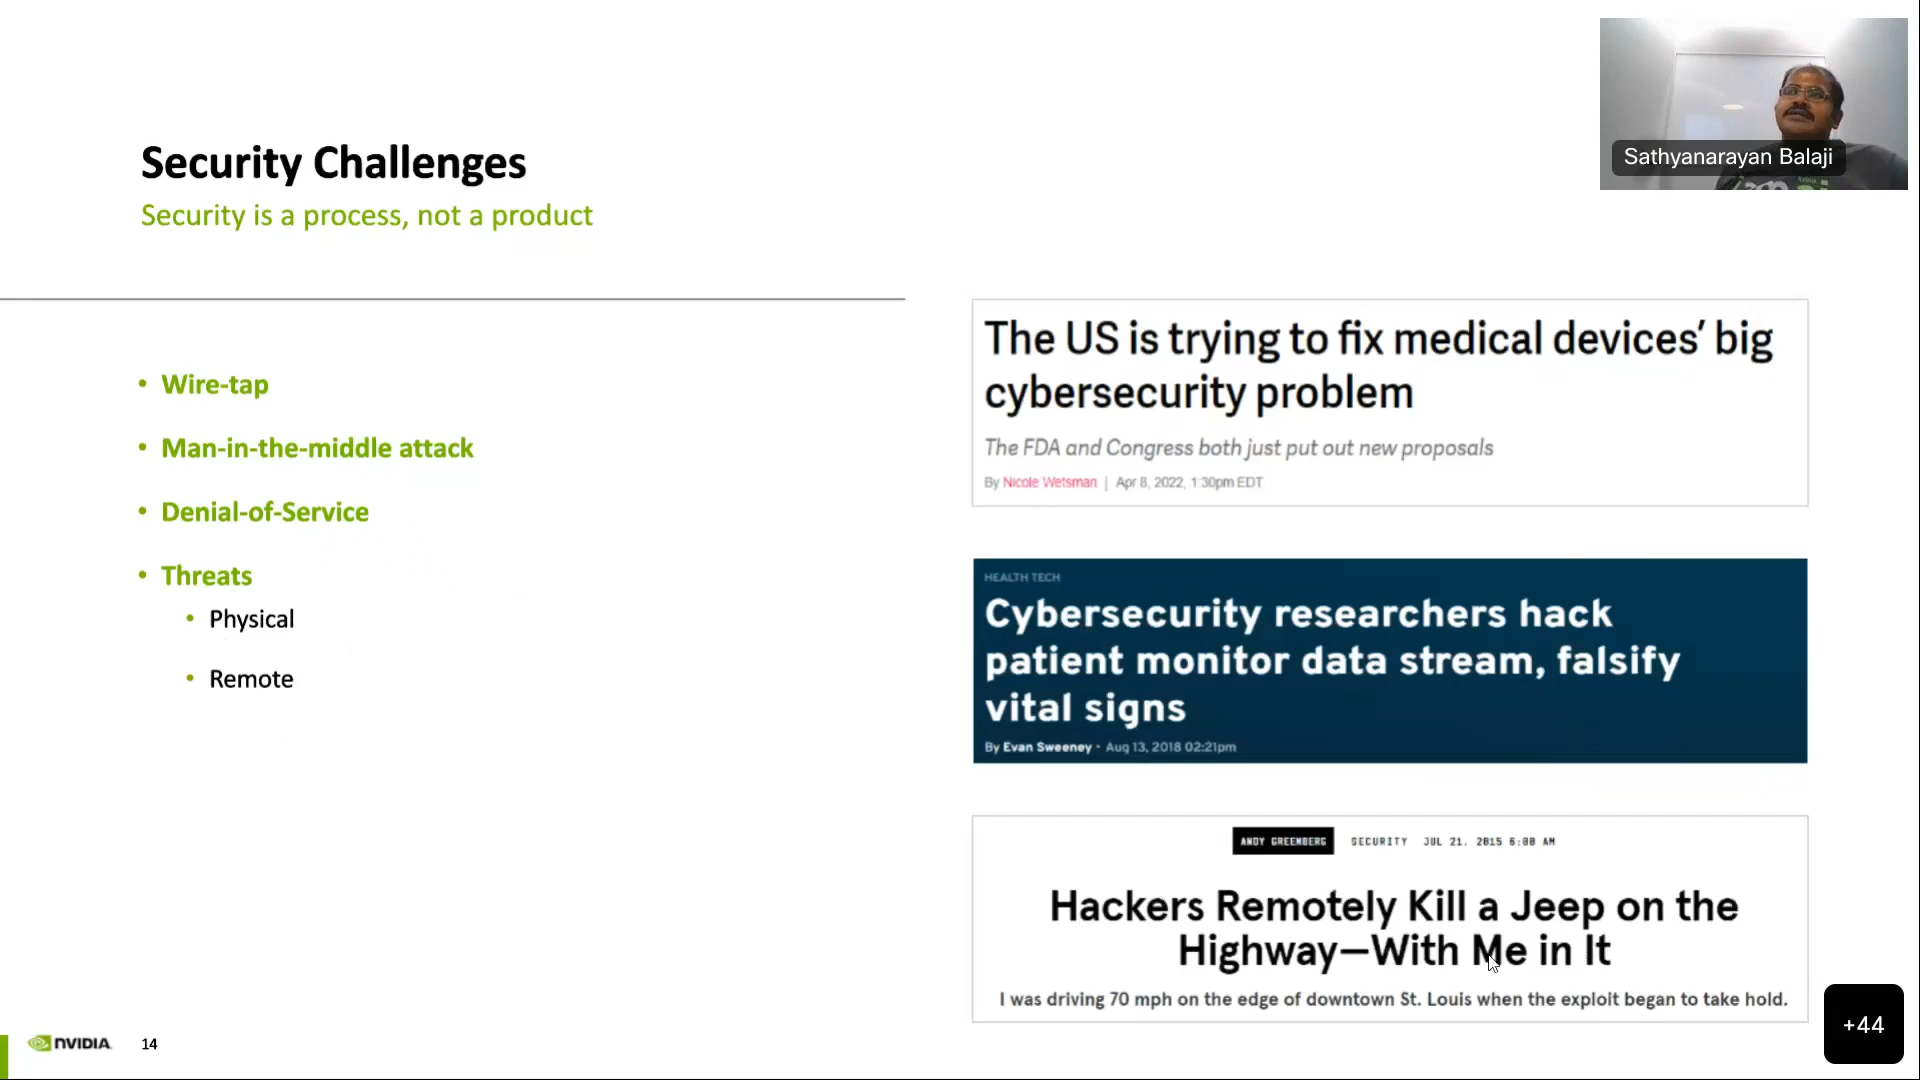 Security Challenges
Security is a process, not a product
• Wire-tap
• Man-in-the-middle attack
• Denial-of-Service
• Threats
• Physical
• Remote
The US is trying to fix medical devices’ big
cybersecurity problem
The FDA and Congress both just put out new proposals
By Nicole Wetsman | Apr 8, 2022, 1:30pm EDT
HEALTH TECH
Cybersecurity researchers hack
patient monitor data stream, falsify
vital signs
By Evan Sweeney • Aug 13, 2018 02:21pm
ANDY GREENBERG SECURITY JUL 21, 2015 6:00 AM
Hackers Remotely Kill a Jeep on the
Highway—With Me in It
I was driving 70 mph on the edge of downtown St. Louis when the exploit began to take hold.
Sathyanarayan Balaji
NVIDIA 14
+44